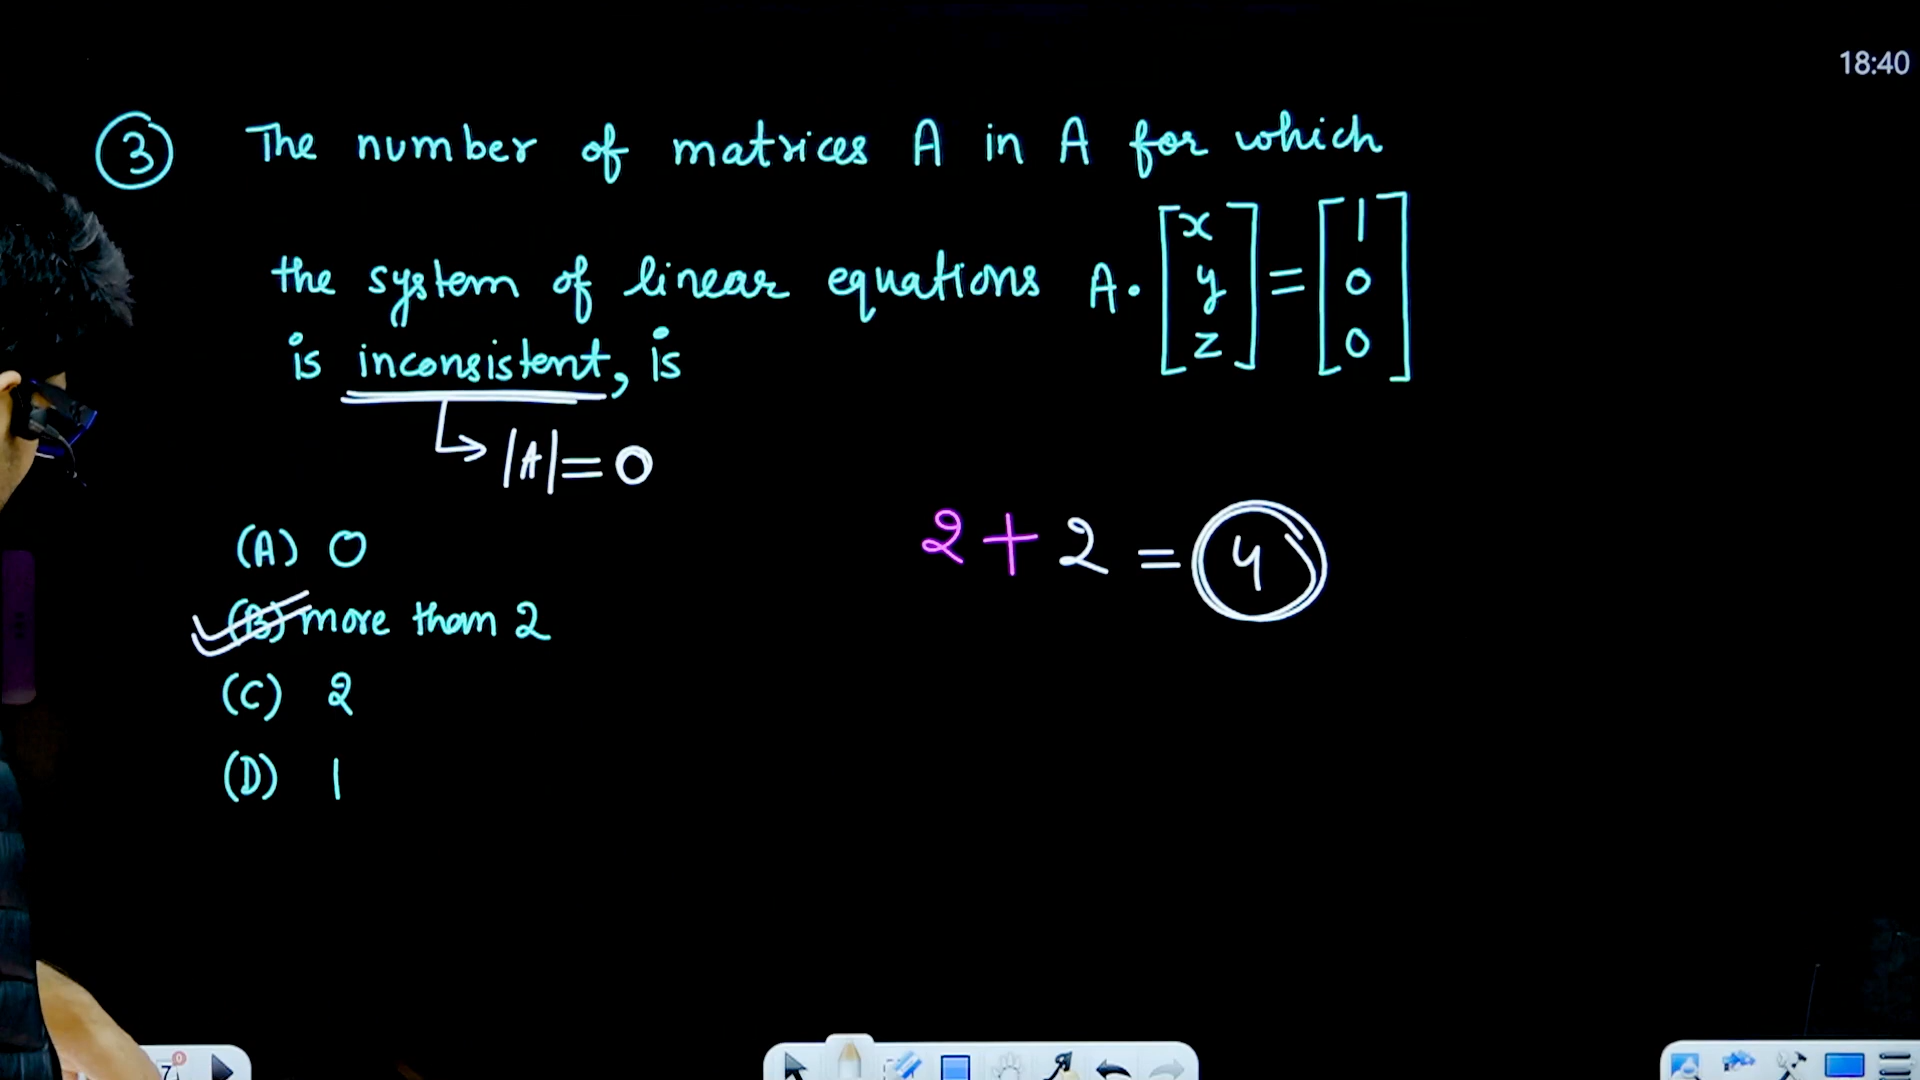 18:40
③ The number of matrices A in A for which
the system of linear equations A. [x y z] = [1 0 0]
is inconsistent, is
↳ |A| = 0
2 + 2 = 4
(A) 0
(B) more than 2
(C) 2
(D) 1